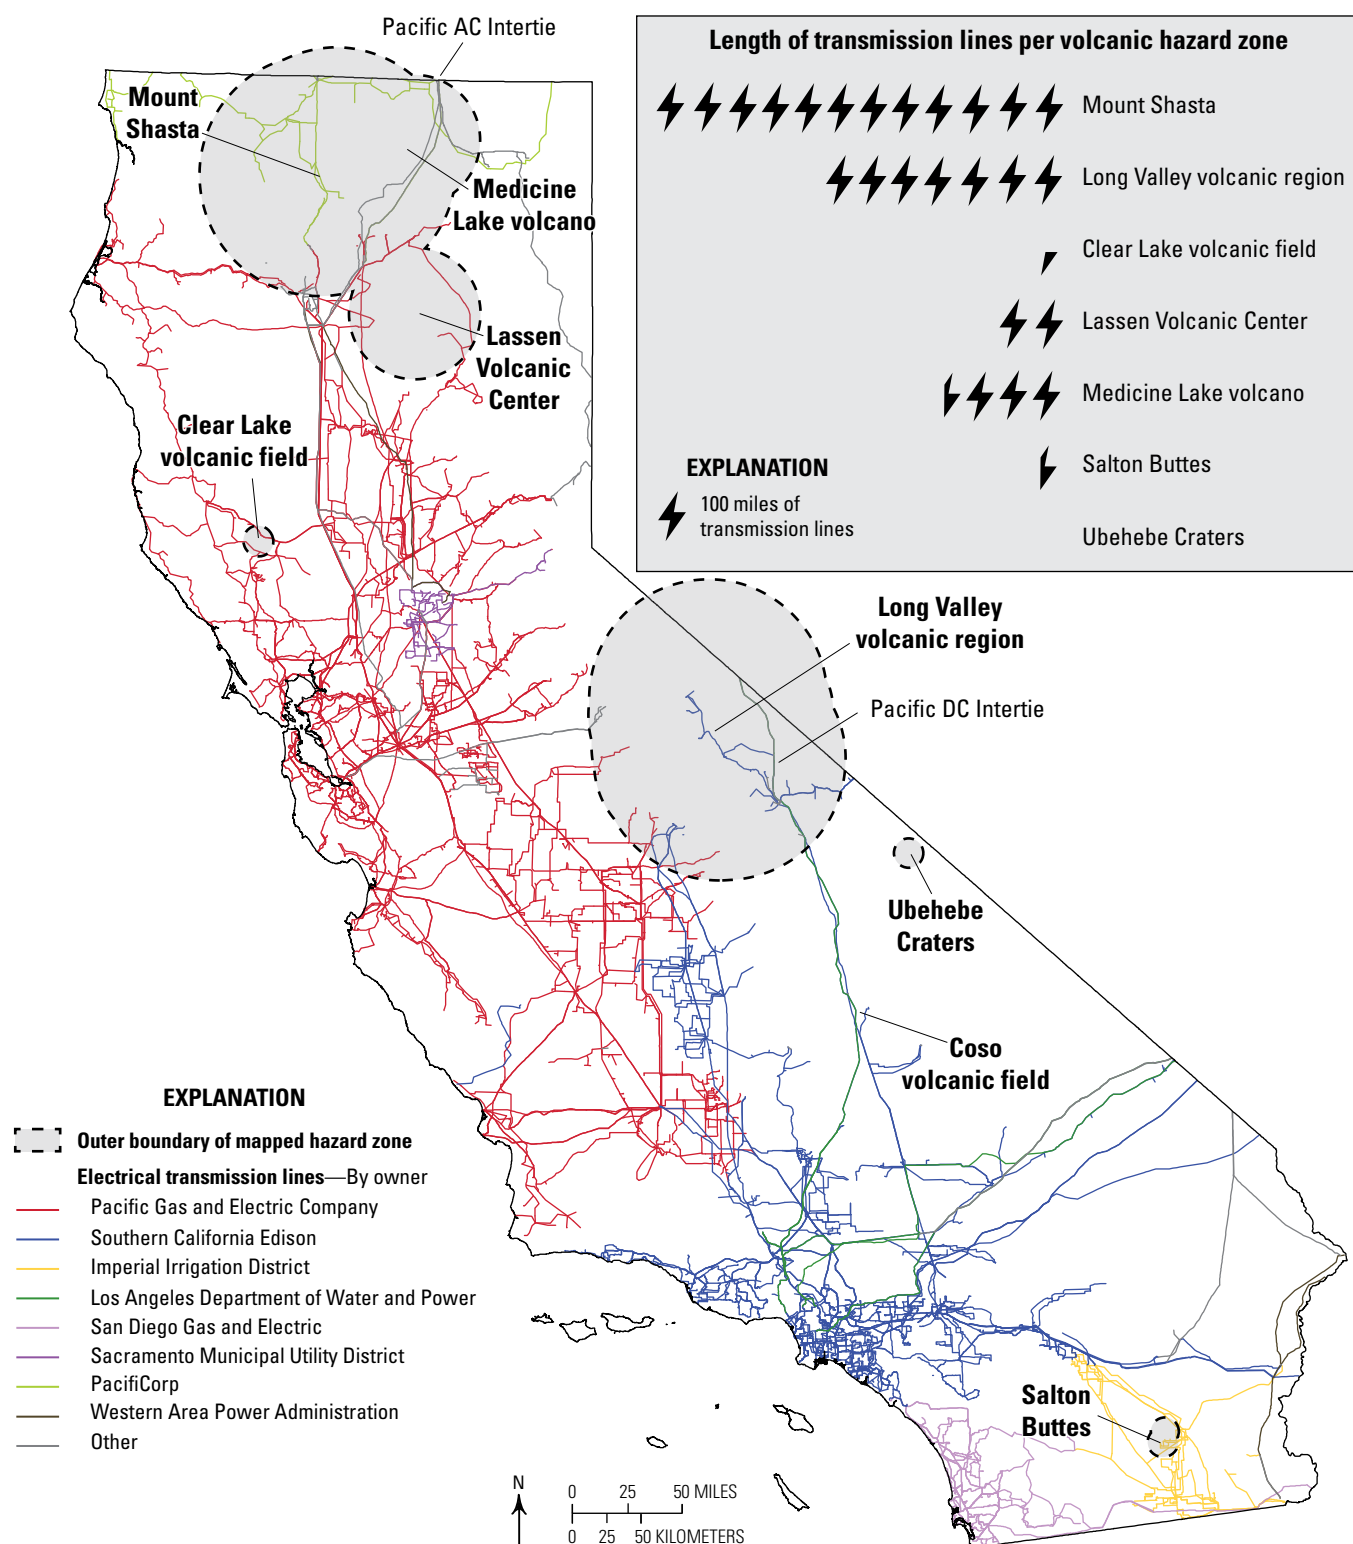 Pacific AC Intertie
Length of transmission lines per volcanic hazard zone
Mount Shasta
Long Valley volcanic region
Clear Lake volcanic field
Lassen Volcanic Center
Medicine Lake volcano
Salton Buttes
Ubehebe Craters
EXPLANATION
100 miles of
transmission lines
Mount
Shasta
Medicine
Lake volcano
Lassen
Volcanic
Center
Clear Lake
volcanic field
Long Valley
volcanic region
Pacific DC Intertie
Ubehebe
Craters
Coso
volcanic field
Salton
Buttes
EXPLANATION
Outer boundary of mapped hazard zone
Electrical transmission lines—By owner
Pacific Gas and Electric Company
Southern California Edison
Imperial Irrigation District
Los Angeles Department of Water and Power
San Diego Gas and Electric
Sacramento Municipal Utility District
PacifiCorp
Western Area Power Administration
Other
N
0 25 50 MILES
0 25 50 KILOMETERS